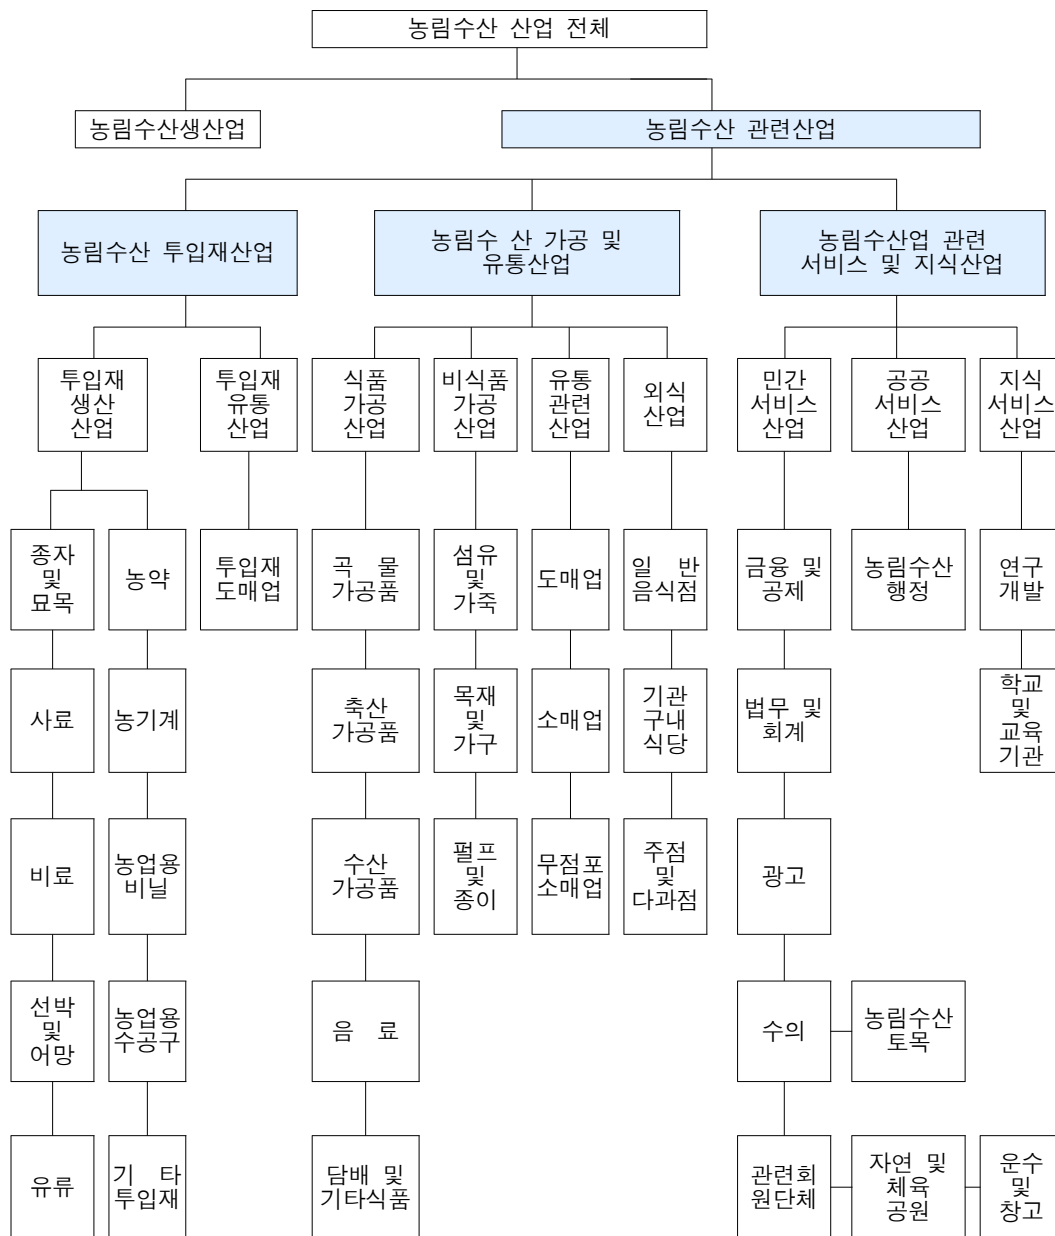 농림수산 산업 전체
농림수산생산업
농림수산 관련산업
농림수산 투입재산업
농림수 산 가공 및
유통산업
농림수산업 관련
서비스 및 지식산업
투입재
생산
산업
투입재
유통
산업
식품
가공
산업
비식품
가공
산업
유통
관련
산업
외식
산업
민간
서비스
산업
공공
서비스
산업
지식
서비스
산업
종자
및
묘목
농약
투입재
도매업
곡 물
가공품
섬유
및
가죽
도매업
일 반
음식점
금융 및
공제
농림수산
행정
연구
개발
사료
농기계
축산
가공품
목재
및
가구
소매업
기관
구내
식당
법무 및
회계
학교
및
교육
기관
비료
농업용
비닐
수산
가공품
펄프
및
종이
무점포
소매업
주점
및
다과점
광고
선박
및
어망
농업용
수공구
음 료
수의
농림수산
토목
유류
기 타
투입재
담배 및
기타식품
관련회
원단체
자연 및
체육
공원
운수
및
창고